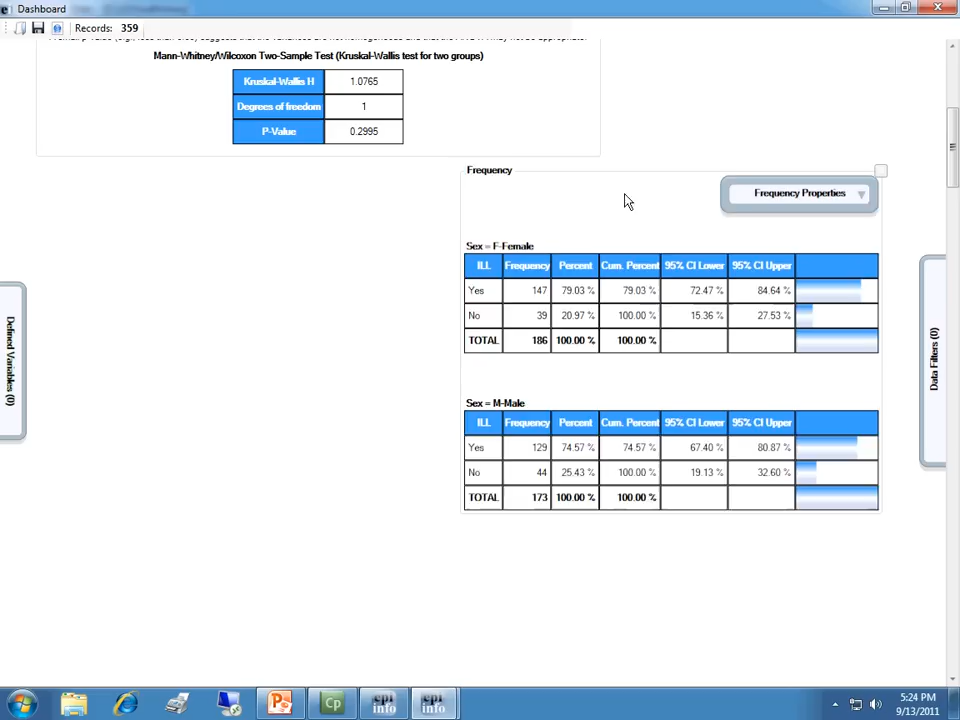 Dashboard
Records: 359
Mann-Whitney/Wilcoxon Two-Sample Test (Kruskal-Wallis test for two groups)
Kruskal-Wallis H 1.0765
Degrees of freedom 1
P-Value 0.2995
Frequency
Frequency Properties
Sex = F-Female
ILL Frequency Percent Cum. Percent 95% CI Lower 95% CI Upper
Yes 147 79.03 % 79.03 % 72.47 % 84.64 %
No 39 20.97 % 100.00 % 15.36 % 27.53 %
TOTAL 186 100.00 % 100.00 %
Sex = M-Male
ILL Frequency Percent Cum. Percent 95% CI Lower 95% CI Upper
Yes 129 74.57 % 74.57 % 67.40 % 80.87 %
No 44 25.43 % 100.00 % 19.13 % 32.60 %
TOTAL 173 100.00 % 100.00 %
Defined Variables (0)
Data Filters (0)
Cp
epi
info
epi
info
5:24 PM
9/13/2011